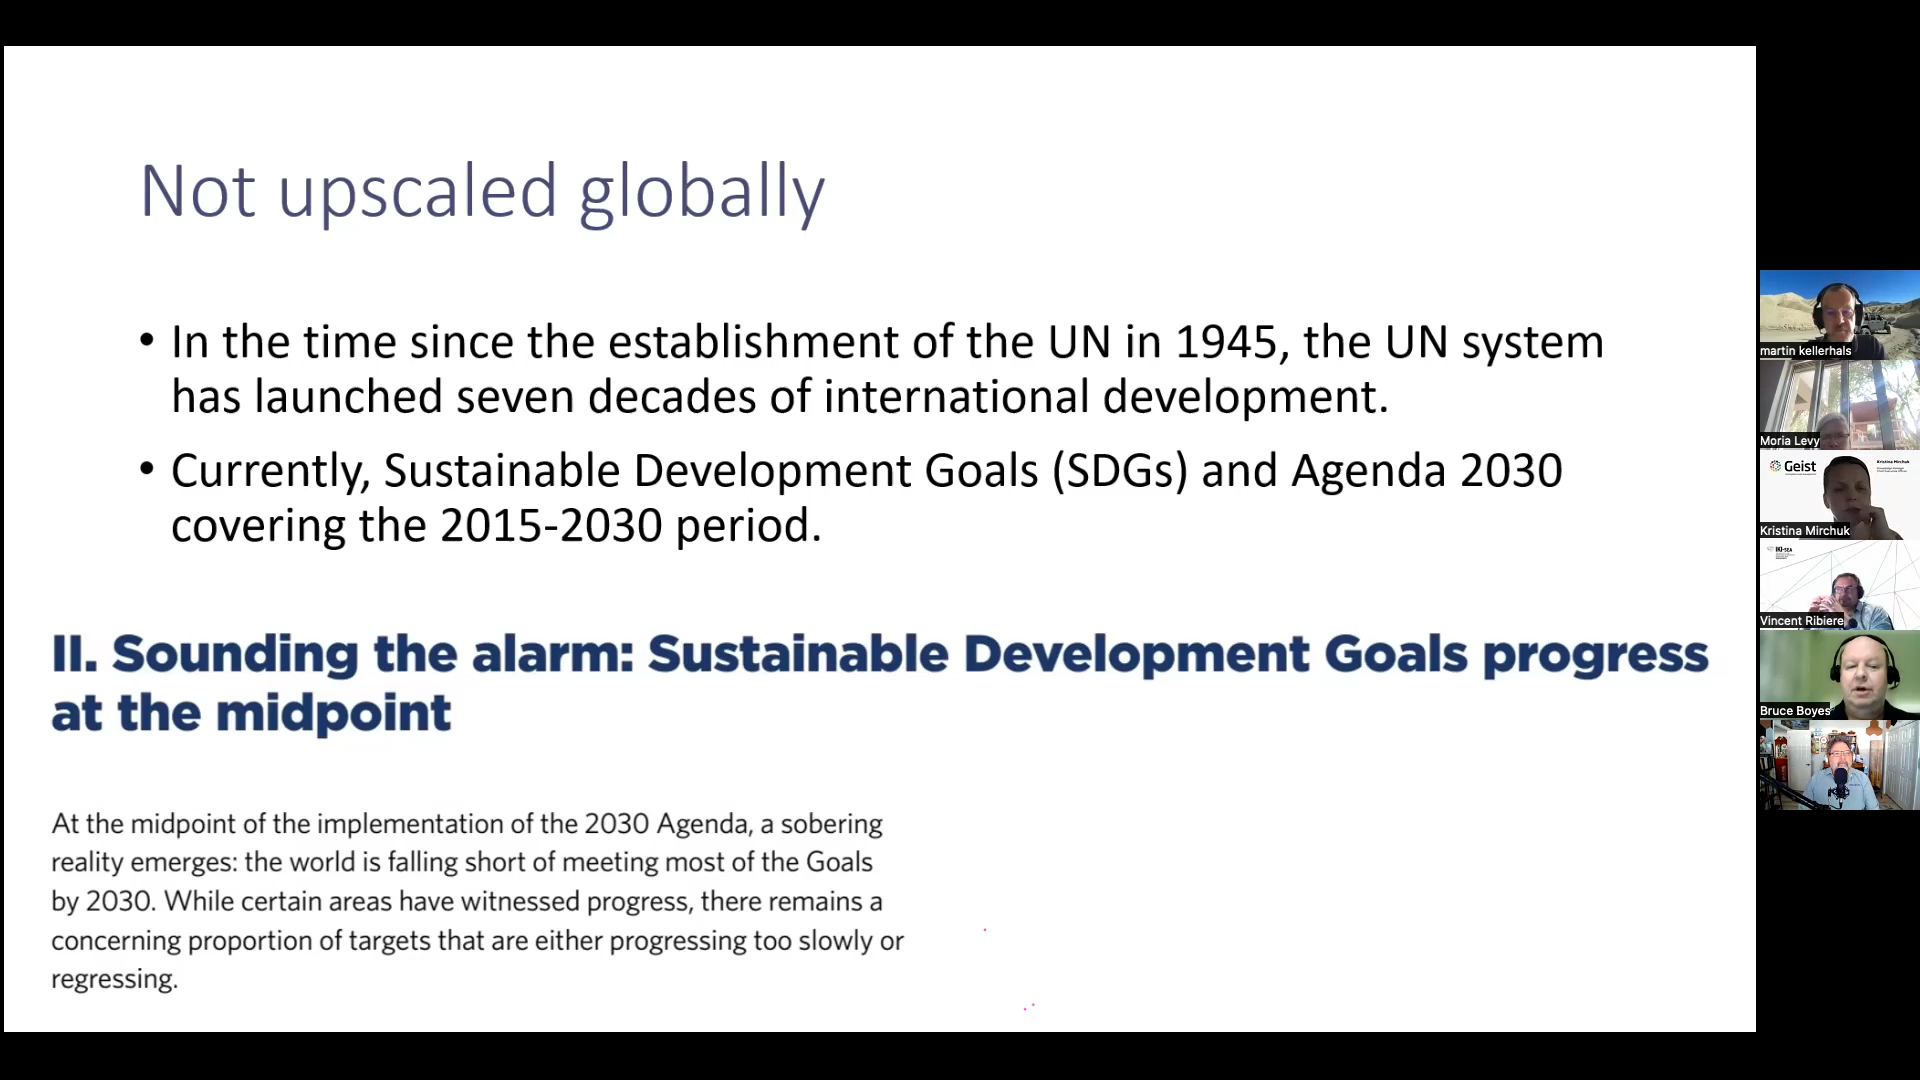 Not upscaled globally
• In the time since the establishment of the UN in 1945, the UN system
has launched seven decades of international development.
• Currently, Sustainable Development Goals (SDGs) and Agenda 2030
covering the 2015-2030 period.
II. Sounding the alarm: Sustainable Development Goals progress
at the midpoint
At the midpoint of the implementation of the 2030 Agenda, a sobering
reality emerges: the world is falling short of meeting most of the Goals
by 2030. While certain areas have witnessed progress, there remains a
concerning proportion of targets that are either progressing too slowly or
regressing.
martin kellerhals
Moria Levy
Geist
Kristina Mirchuk
Kristina Mirchuk
IKI-SEA
Vincent Ribiere
Bruce Boyes